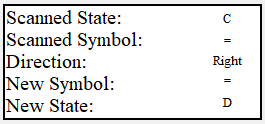 Scanned State: C
Scanned Symbol: =
Direction: Right
New Symbol: =
New State: D